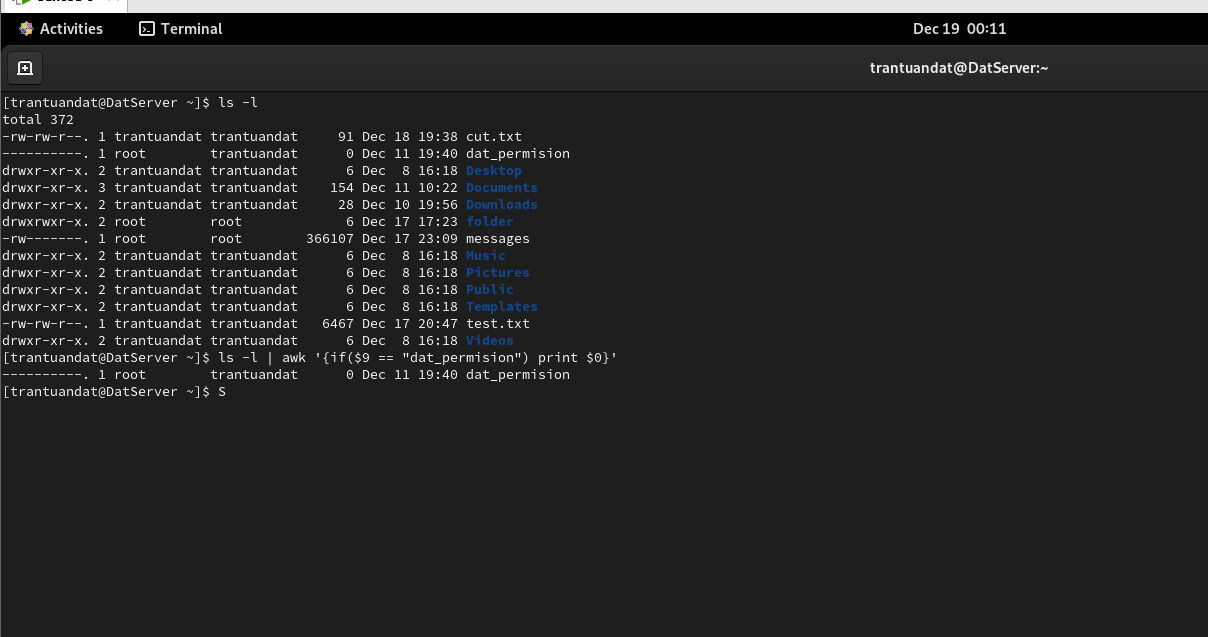 Activities Terminal Dec 19 00:11
trantuandat@DatServer:~
[trantuandat@DatServer ~]$ ls -l
total 372
-rw-rw-r--. 1 trantuandat trantuandat     91 Dec 18 19:38 cut.txt
----------. 1 root        trantuandat      0 Dec 11 19:40 dat_permision
drwxr-xr-x. 2 trantuandat trantuandat      6 Dec  8 16:18 Desktop
drwxr-xr-x. 3 trantuandat trantuandat    154 Dec 11 10:22 Documents
drwxr-xr-x. 2 trantuandat trantuandat     28 Dec 10 19:56 Downloads
drwxrwxr-x. 2 root        root             6 Dec 17 17:23 folder
-rw-------. 1 root        root        366107 Dec 17 23:09 messages
drwxr-xr-x. 2 trantuandat trantuandat      6 Dec  8 16:18 Music
drwxr-xr-x. 2 trantuandat trantuandat      6 Dec  8 16:18 Pictures
drwxr-xr-x. 2 trantuandat trantuandat      6 Dec  8 16:18 Public
drwxr-xr-x. 2 trantuandat trantuandat      6 Dec  8 16:18 Templates
-rw-rw-r--. 1 trantuandat trantuandat   6467 Dec 17 20:47 test.txt
drwxr-xr-x. 2 trantuandat trantuandat      6 Dec  8 16:18 Videos
[trantuandat@DatServer ~]$ ls -l | awk '{if($9 == "dat_permision") print $0}'
----------. 1 root        trantuandat      0 Dec 11 19:40 dat_permision
[trantuandat@DatServer ~]$ S